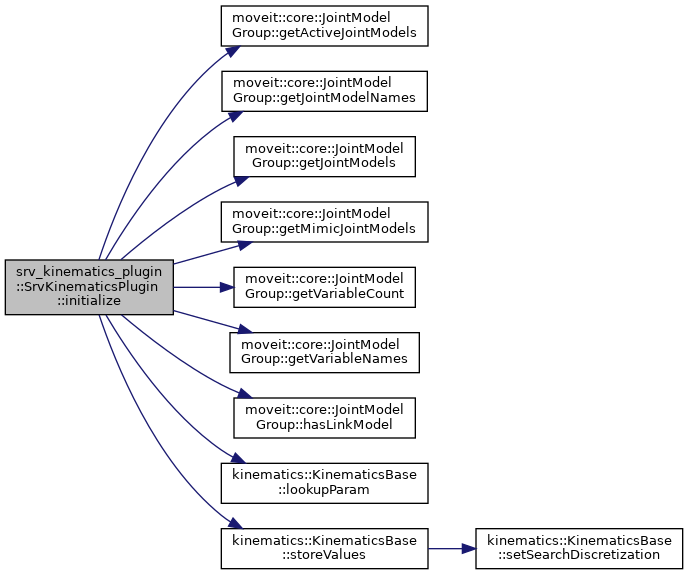 srv_kinematics_plugin
::SrvKinematicsPlugin
::initialize
moveit::core::JointModel
Group::getActiveJointModels
moveit::core::JointModel
Group::getJointModelNames
moveit::core::JointModel
Group::getJointModels
moveit::core::JointModel
Group::getMimicJointModels
moveit::core::JointModel
Group::getVariableCount
moveit::core::JointModel
Group::getVariableNames
moveit::core::JointModel
Group::hasLinkModel
kinematics::KinematicsBase
::lookupParam
kinematics::KinematicsBase
::storeValues
kinematics::KinematicsBase
::setSearchDiscretization